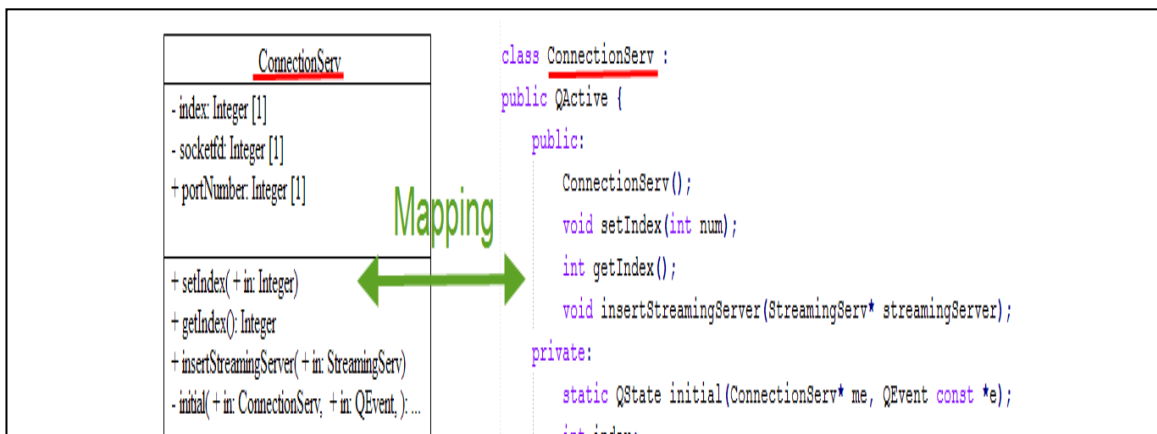 ConnectionServ
- index: Integer [1]
- socketfd: Integer [1]
+ portNumber: Integer [1]
+ setIndex( + in: Integer)
+ getIndex(): Integer
+ insertStreamingServer( + in: StreamingServ)
- initial( + in: ConnectionServ, + in: QEvent, ): ...
Mapping
class ConnectionServ :
public QActive {
public:
ConnectionServ();
void setIndex(int num);
int getIndex();
void insertStreamingServer(StreamingServ* streamingServer);
private:
static QState initial(ConnectionServ* me, QEvent const *e);
int index;